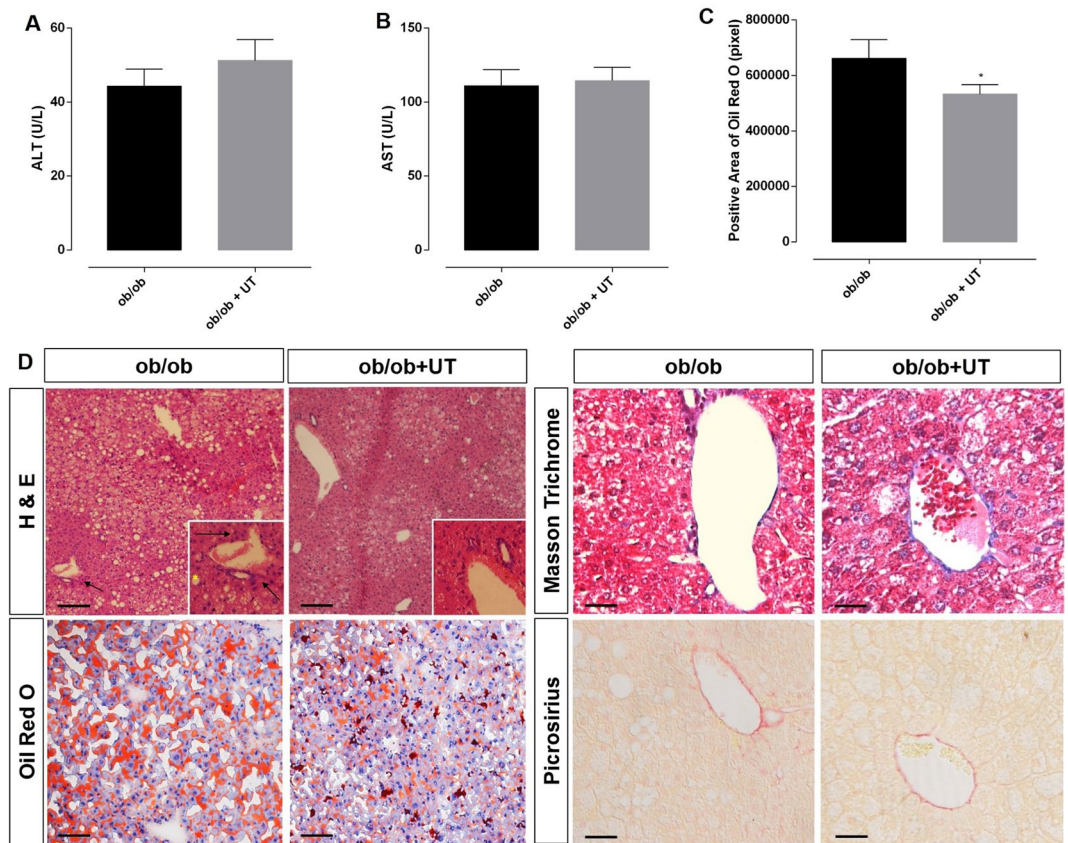 A
ALT (U/L)
60
40
20
0
ob/ob
ob/ob + UT
B
AST (U/L)
150
100
50
0
ob/ob
ob/ob + UT
C
Positive Area of Oil Red O (pixel)
800000
600000
400000
200000
0
*
ob/ob
ob/ob + UT
D
ob/ob
ob/ob+UT
H & E
Oil Red O
ob/ob
ob/ob+UT
Masson Trichrome
Picrosirius